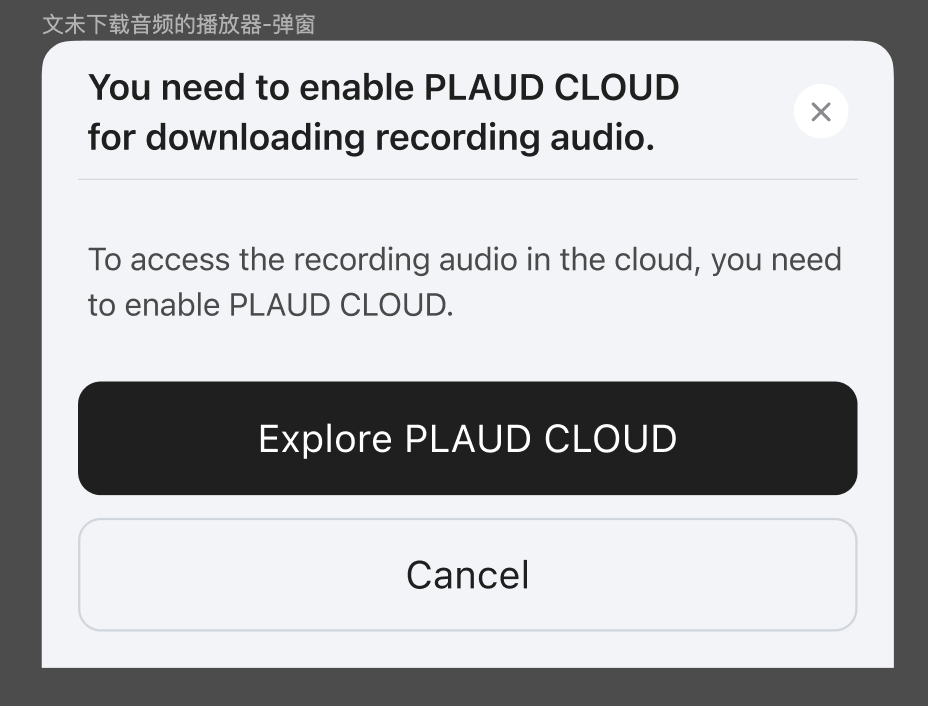 文未下载音频的播放器-弹窗
You need to enable PLAUD CLOUD
for downloading recording audio.
To access the recording audio in the cloud, you need
to enable PLAUD CLOUD.
Explore PLAUD CLOUD
Cancel